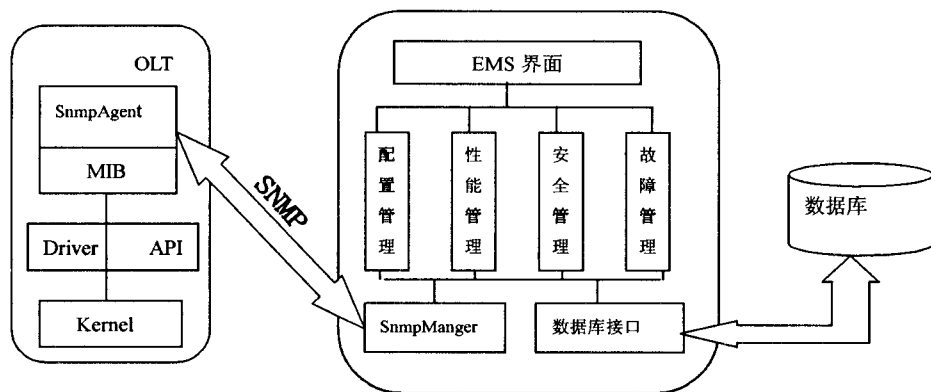 OLT
SnmpAgent
MIB
Driver API
Kernel
SNMP
EMS 界面
配置管理
性能管理
安全管理
故障管理
SnmpManger
数据库接口
数据库